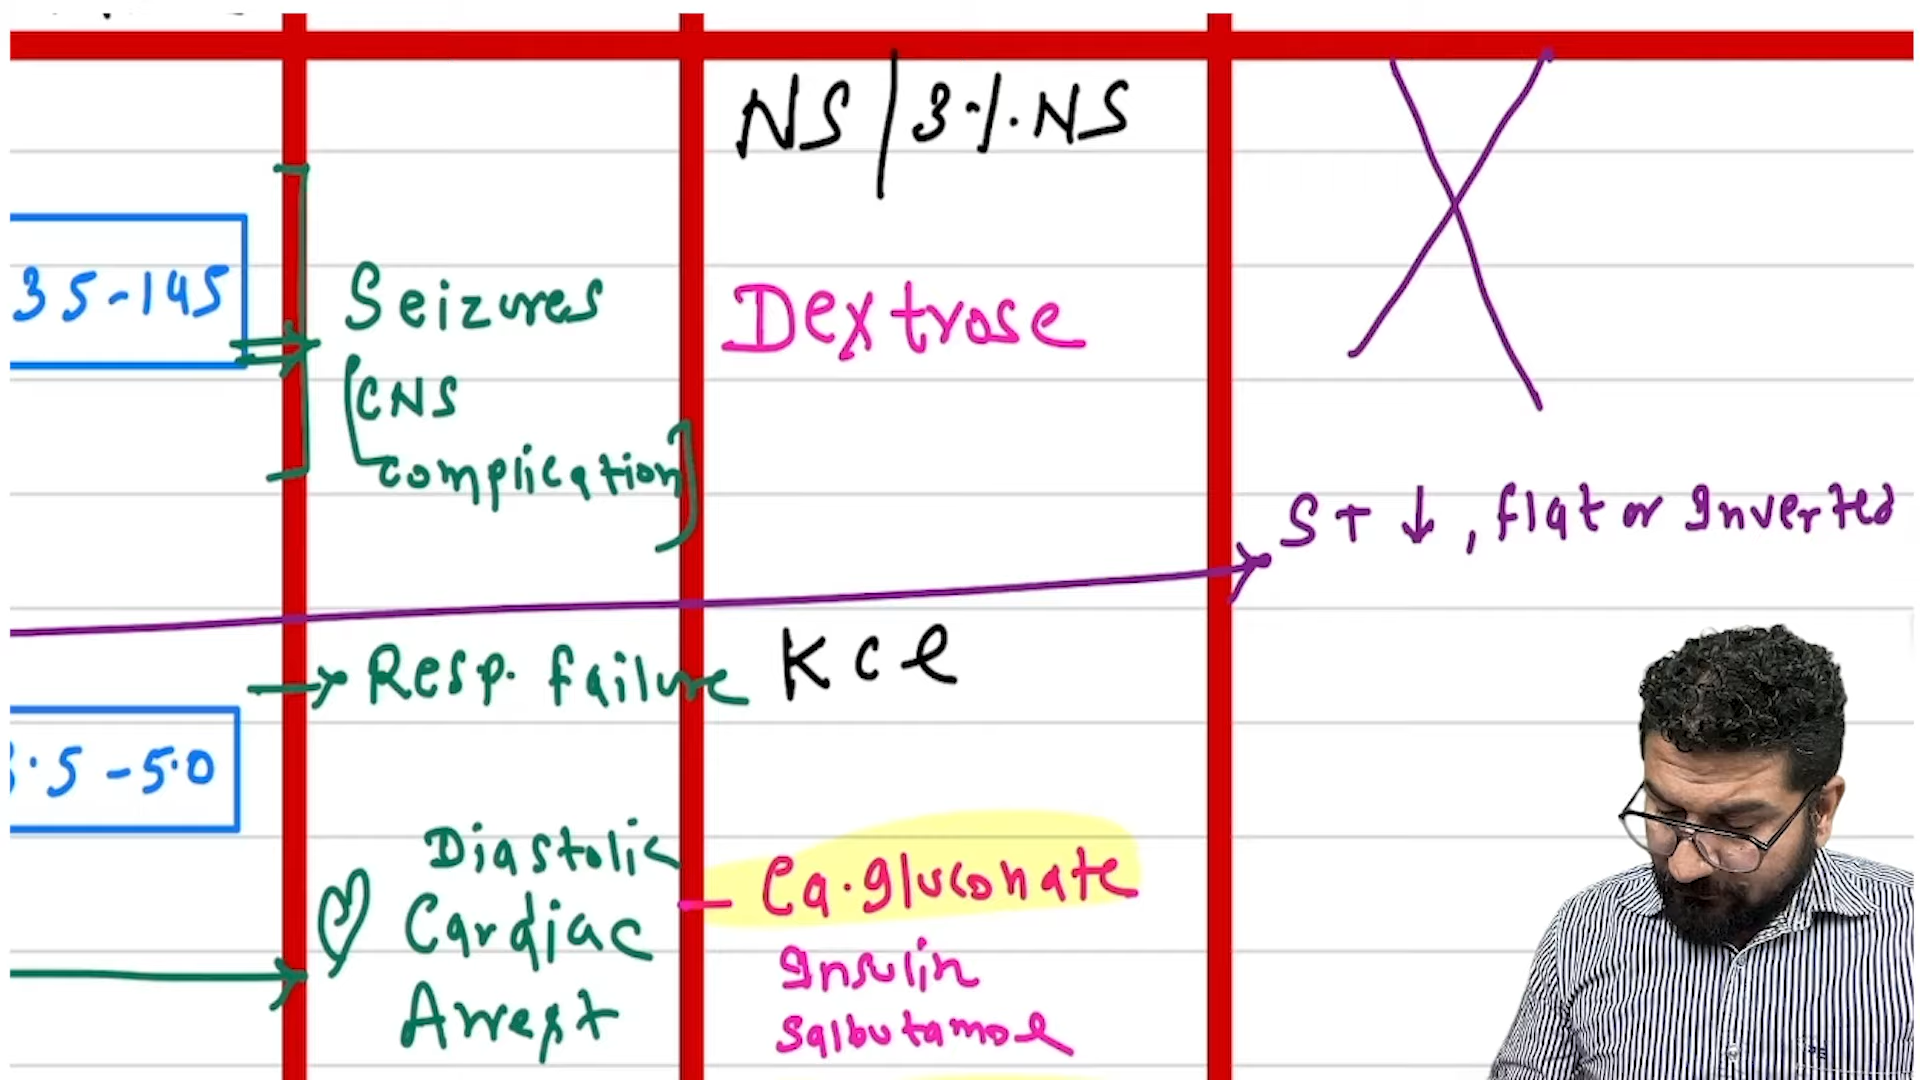 NS | 3% NS
35-145
Seizures
Dextrose
(CNS
complication)
ST ↓, flat or Inverted
Resp. failure
KCl
.5 - 5.0
Diastolic
Cardiac
Arrest
Ca. gluconate
Insulin
Salbutamol